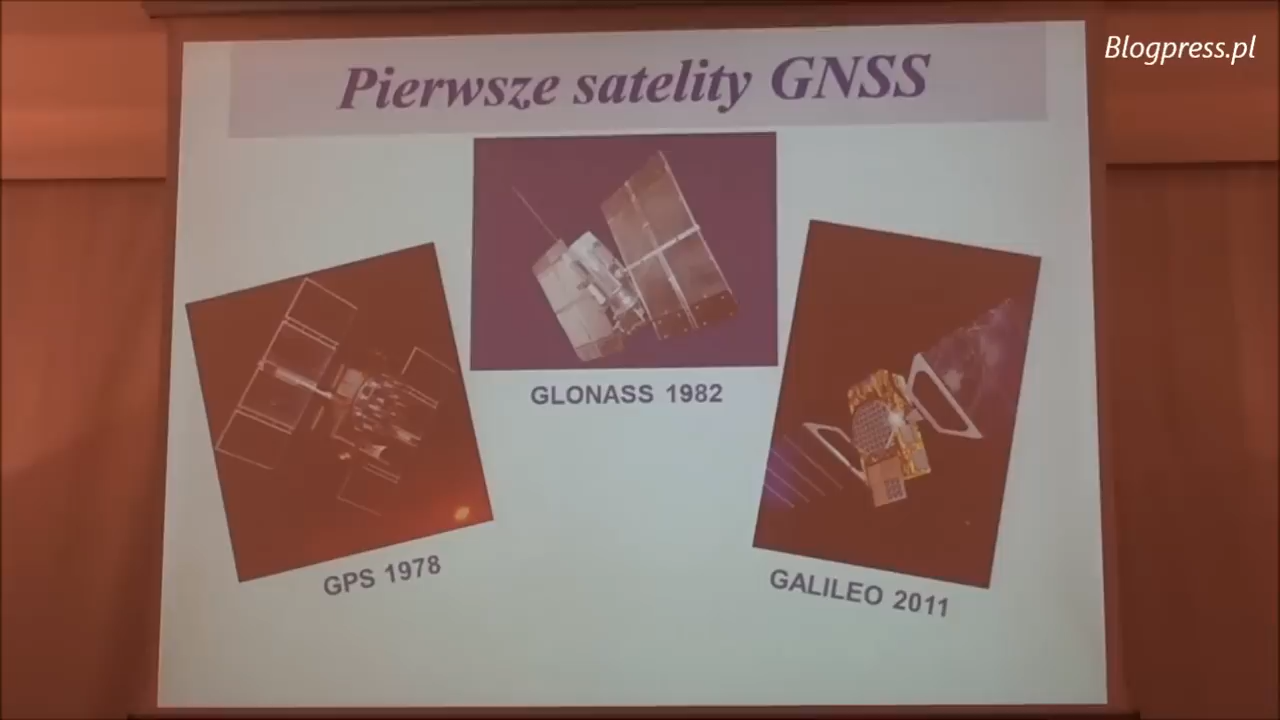 Blogpress.pl
Pierwsze satelity GNSS
GLONASS 1982
GPS 1978
GALILEO 2011